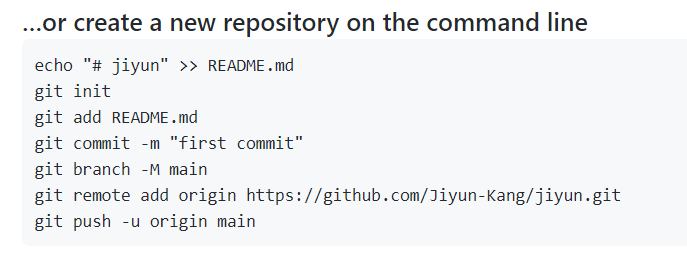 ...or create a new repository on the command line
echo "# jiyun" >> README.md
git init
git add README.md
git commit -m "first commit"
git branch -M main
git remote add origin https://github.com/Jiyun-Kang/jiyun.git
git push -u origin main